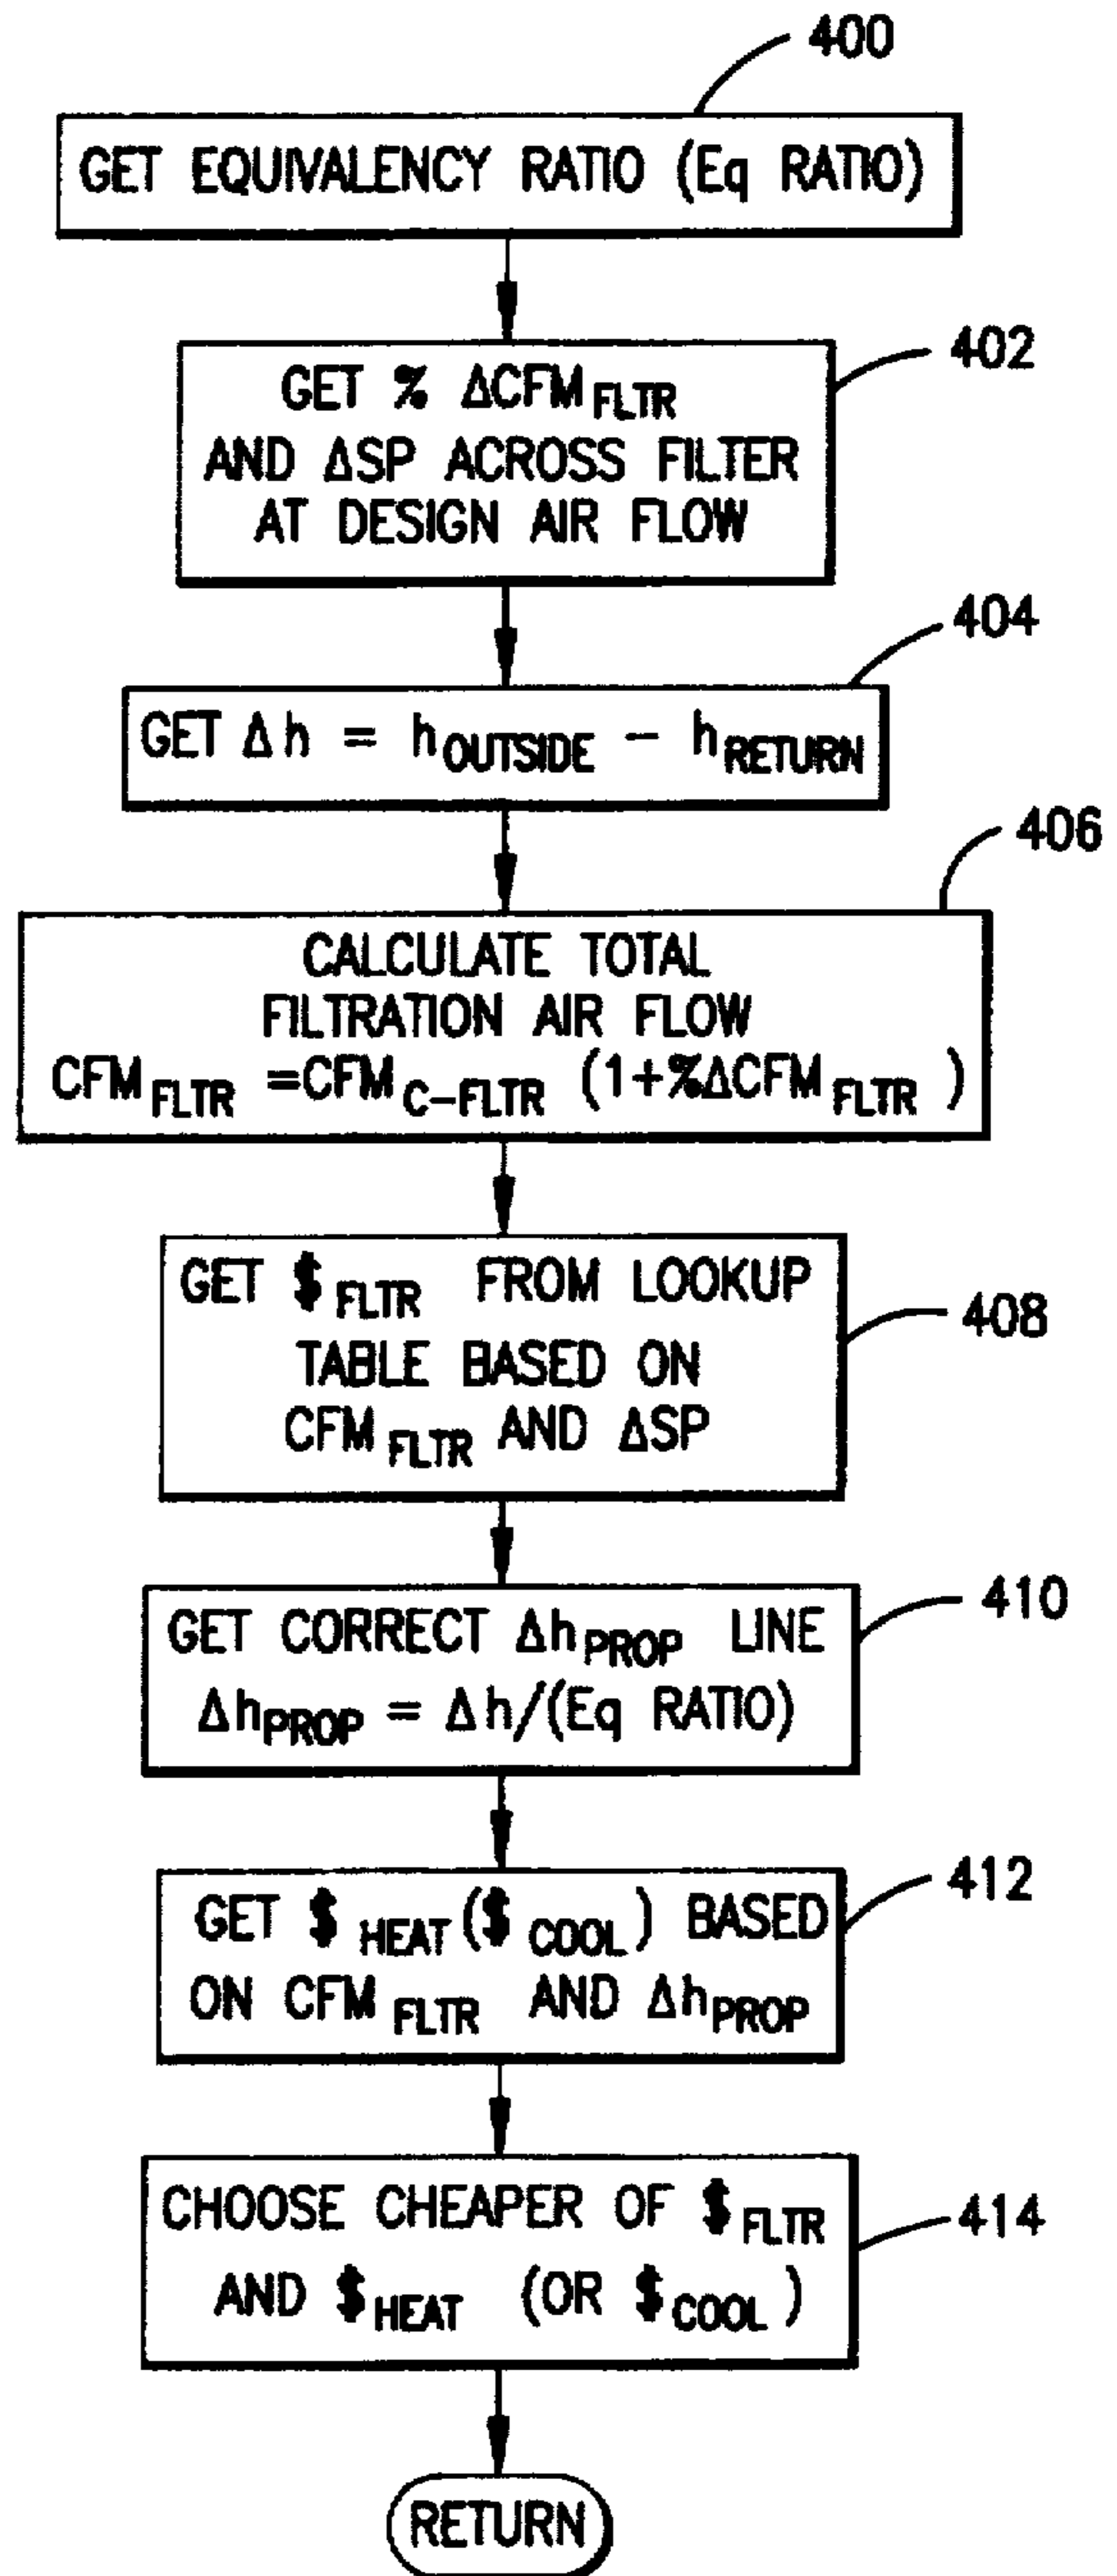 400
GET EQUIVALENCY RATIO (Eq RATIO)
402
GET % ΔCFM FLTR
AND ΔSP ACROSS FILTER
AT DESIGN AIR FLOW
404
GET Δh = h OUTSIDE - h RETURN
406
CALCULATE TOTAL
FILTRATION AIR FLOW
CFM FLTR =CFM C-FLTR (1+%ΔCFM FLTR )
408
GET $ FLTR FROM LOOKUP
TABLE BASED ON
CFM FLTR AND ΔSP
410
GET CORRECT Δh PROP LINE
Δh PROP = Δh/(Eq RATIO)
412
GET $ HEAT ($ COOL) BASED
ON CFM FLTR AND Δh PROP
414
CHOOSE CHEAPER OF $ FLTR
AND $ HEAT (OR $ COOL )
RETURN